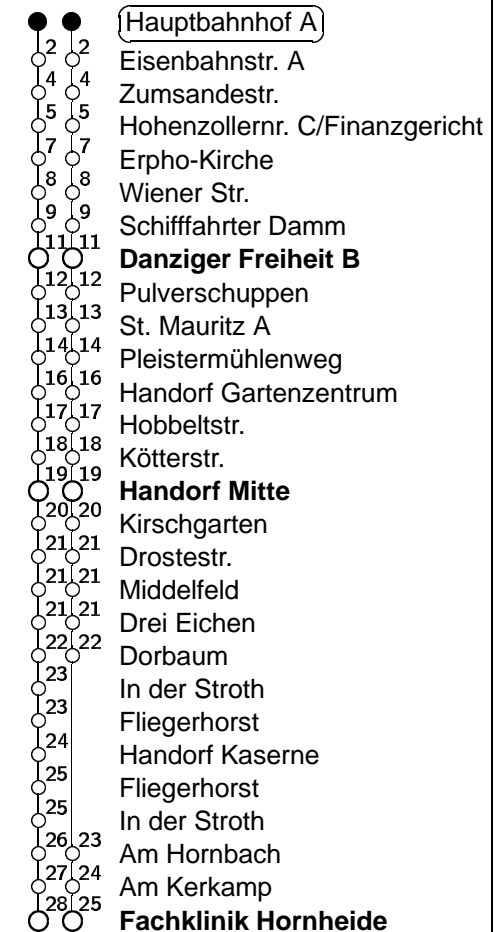 Hauptbahnhof A
2 2 Eisenbahnstr. A
4 4 Zumsandestr.
5 5 Hohenzollernr. C/Finanzgericht
7 7 Erpho-Kirche
8 8 Wiener Str.
9 9 Schifffahrter Damm
11 11 Danziger Freiheit B
12 12 Pulverschuppen
13 13 St. Mauritz A
14 14 Pleistermühlenweg
16 16 Handorf Gartenzentrum
17 17 Hobbeltstr.
18 18 Kötterstr.
19 19 Handorf Mitte
20 20 Kirschgarten
21 21 Drostestr.
21 21 Middelfeld
21 21 Drei Eichen
22 22 Dorbaum
23 In der Stroth
23 Fliegerhorst
24 Handorf Kaserne
25 Fliegerhorst
25 In der Stroth
26 23 Am Hornbach
27 24 Am Kerkamp
28 25 Fachklinik Hornheide